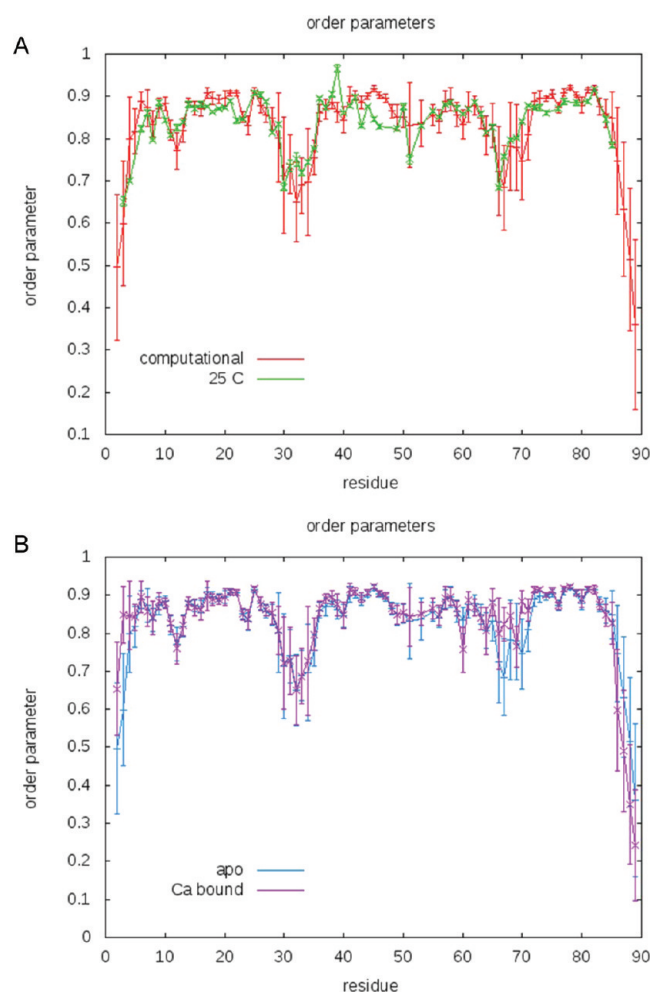 A
order parameters
1
0.9
0.8
0.7
0.6
0.5
0.4
0.3
0.2
0.1
order parameter
computational
25 C
0 10 20 30 40 50 60 70 80 90
residue
B
order parameters
1
0.9
0.8
0.7
0.6
0.5
0.4
0.3
0.2
0.1
0
order parameter
apo
Ca bound
0 10 20 30 40 50 60 70 80 90
residue